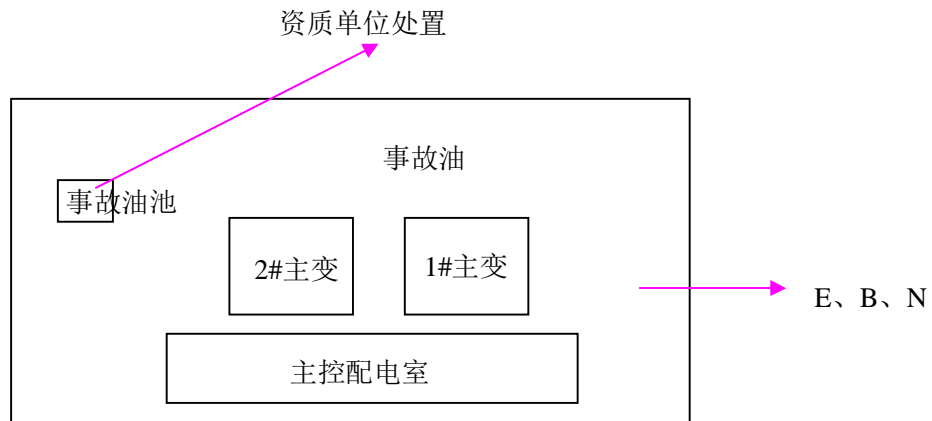 资质单位处置
事故油
事故油池
2#主变
1#主变
E、B、N
主控配电室